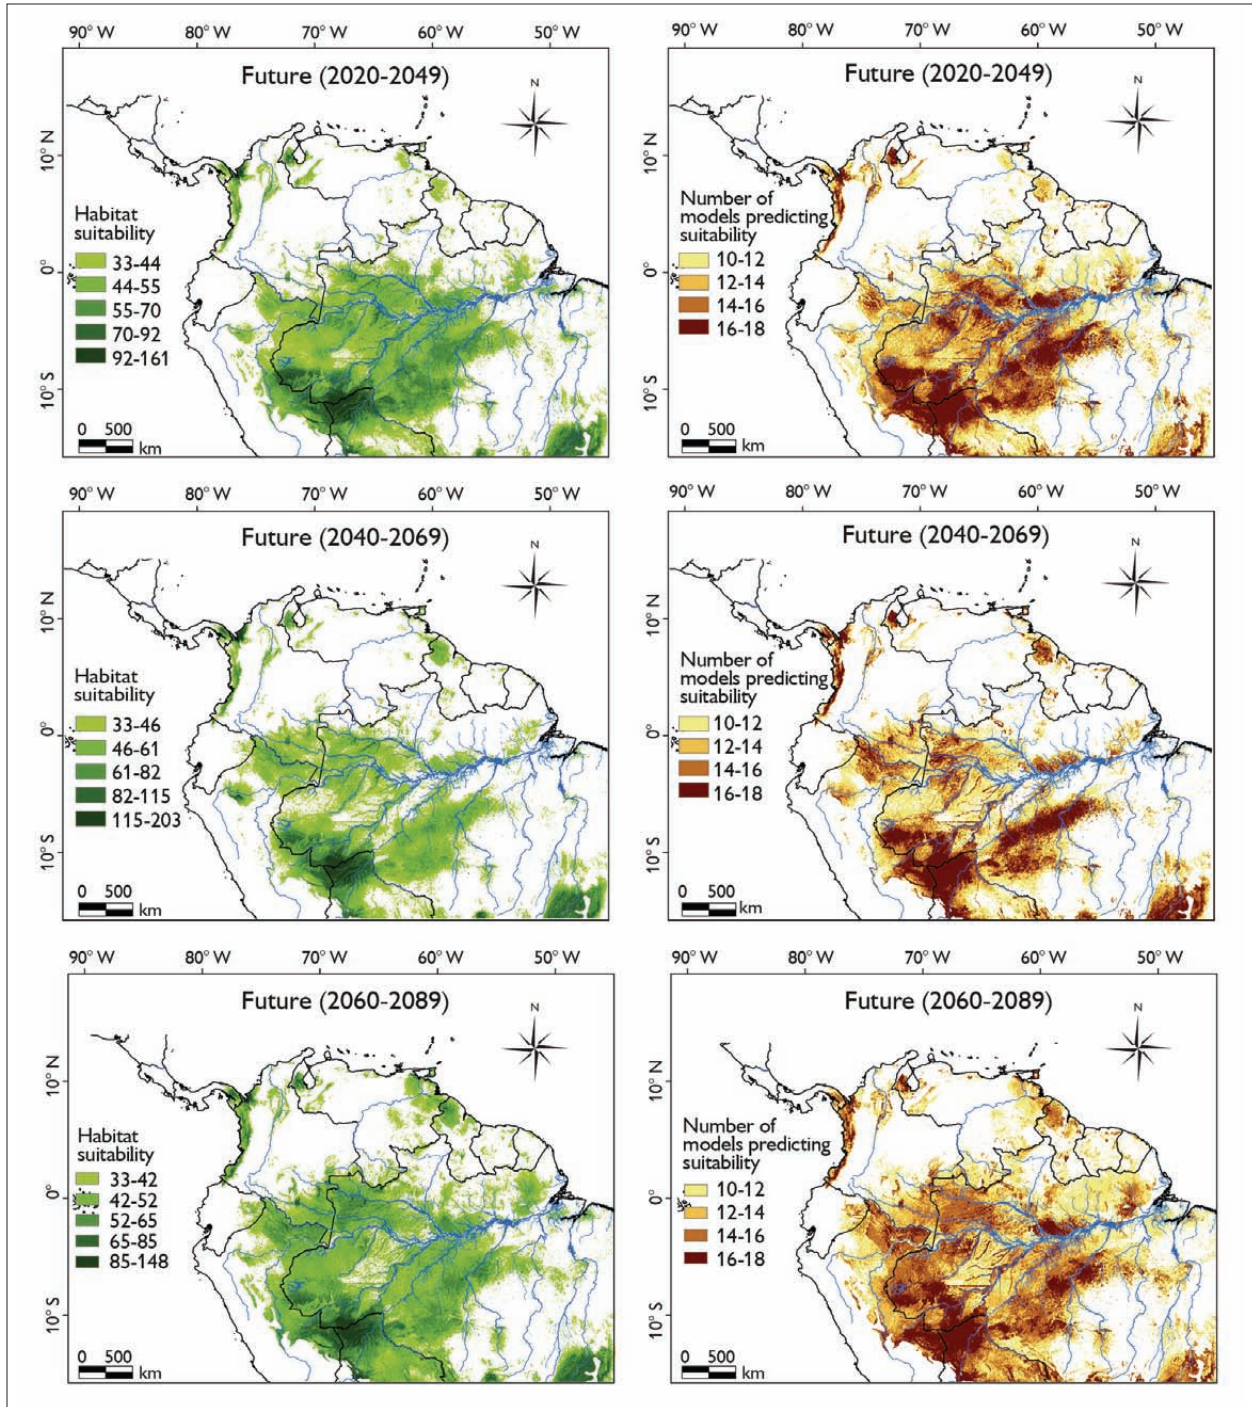 90° W 80° W 70° W 60° W 50° W
Future (2020-2049)
N
10° N
0°
10° S
Habitat
suitability
33-44
44-55
55-70
70-92
92-161
0 500
km
90° W 80° W 70° W 60° W 50° W
Future (2020-2049)
N
10° N
0°
10° S
Number of
models predicting
suitability
10-12
12-14
14-16
16-18
0 500
km
90° W 80° W 70° W 60° W 50° W
Future (2040-2069)
N
10° N
0°
10° S
Habitat
suitability
33-46
46-61
61-82
82-115
115-203
0 500
km
90° W 80° W 70° W 60° W 50° W
Future (2040-2069)
N
10° N
0°
10° S
Number of
models predicting
suitability
10-12
12-14
14-16
16-18
0 500
km
90° W 80° W 70° W 60° W 50° W
Future (2060-2089)
N
10° N
0°
10° S
Habitat
suitability
33-42
42-52
52-65
65-85
85-148
0 500
km
90° W 80° W 70° W 60° W 50° W
Future (2060-2089)
N
10° N
0°
10° S
Number of
models predicting
suitability
10-12
12-14
14-16
16-18
0 500
km